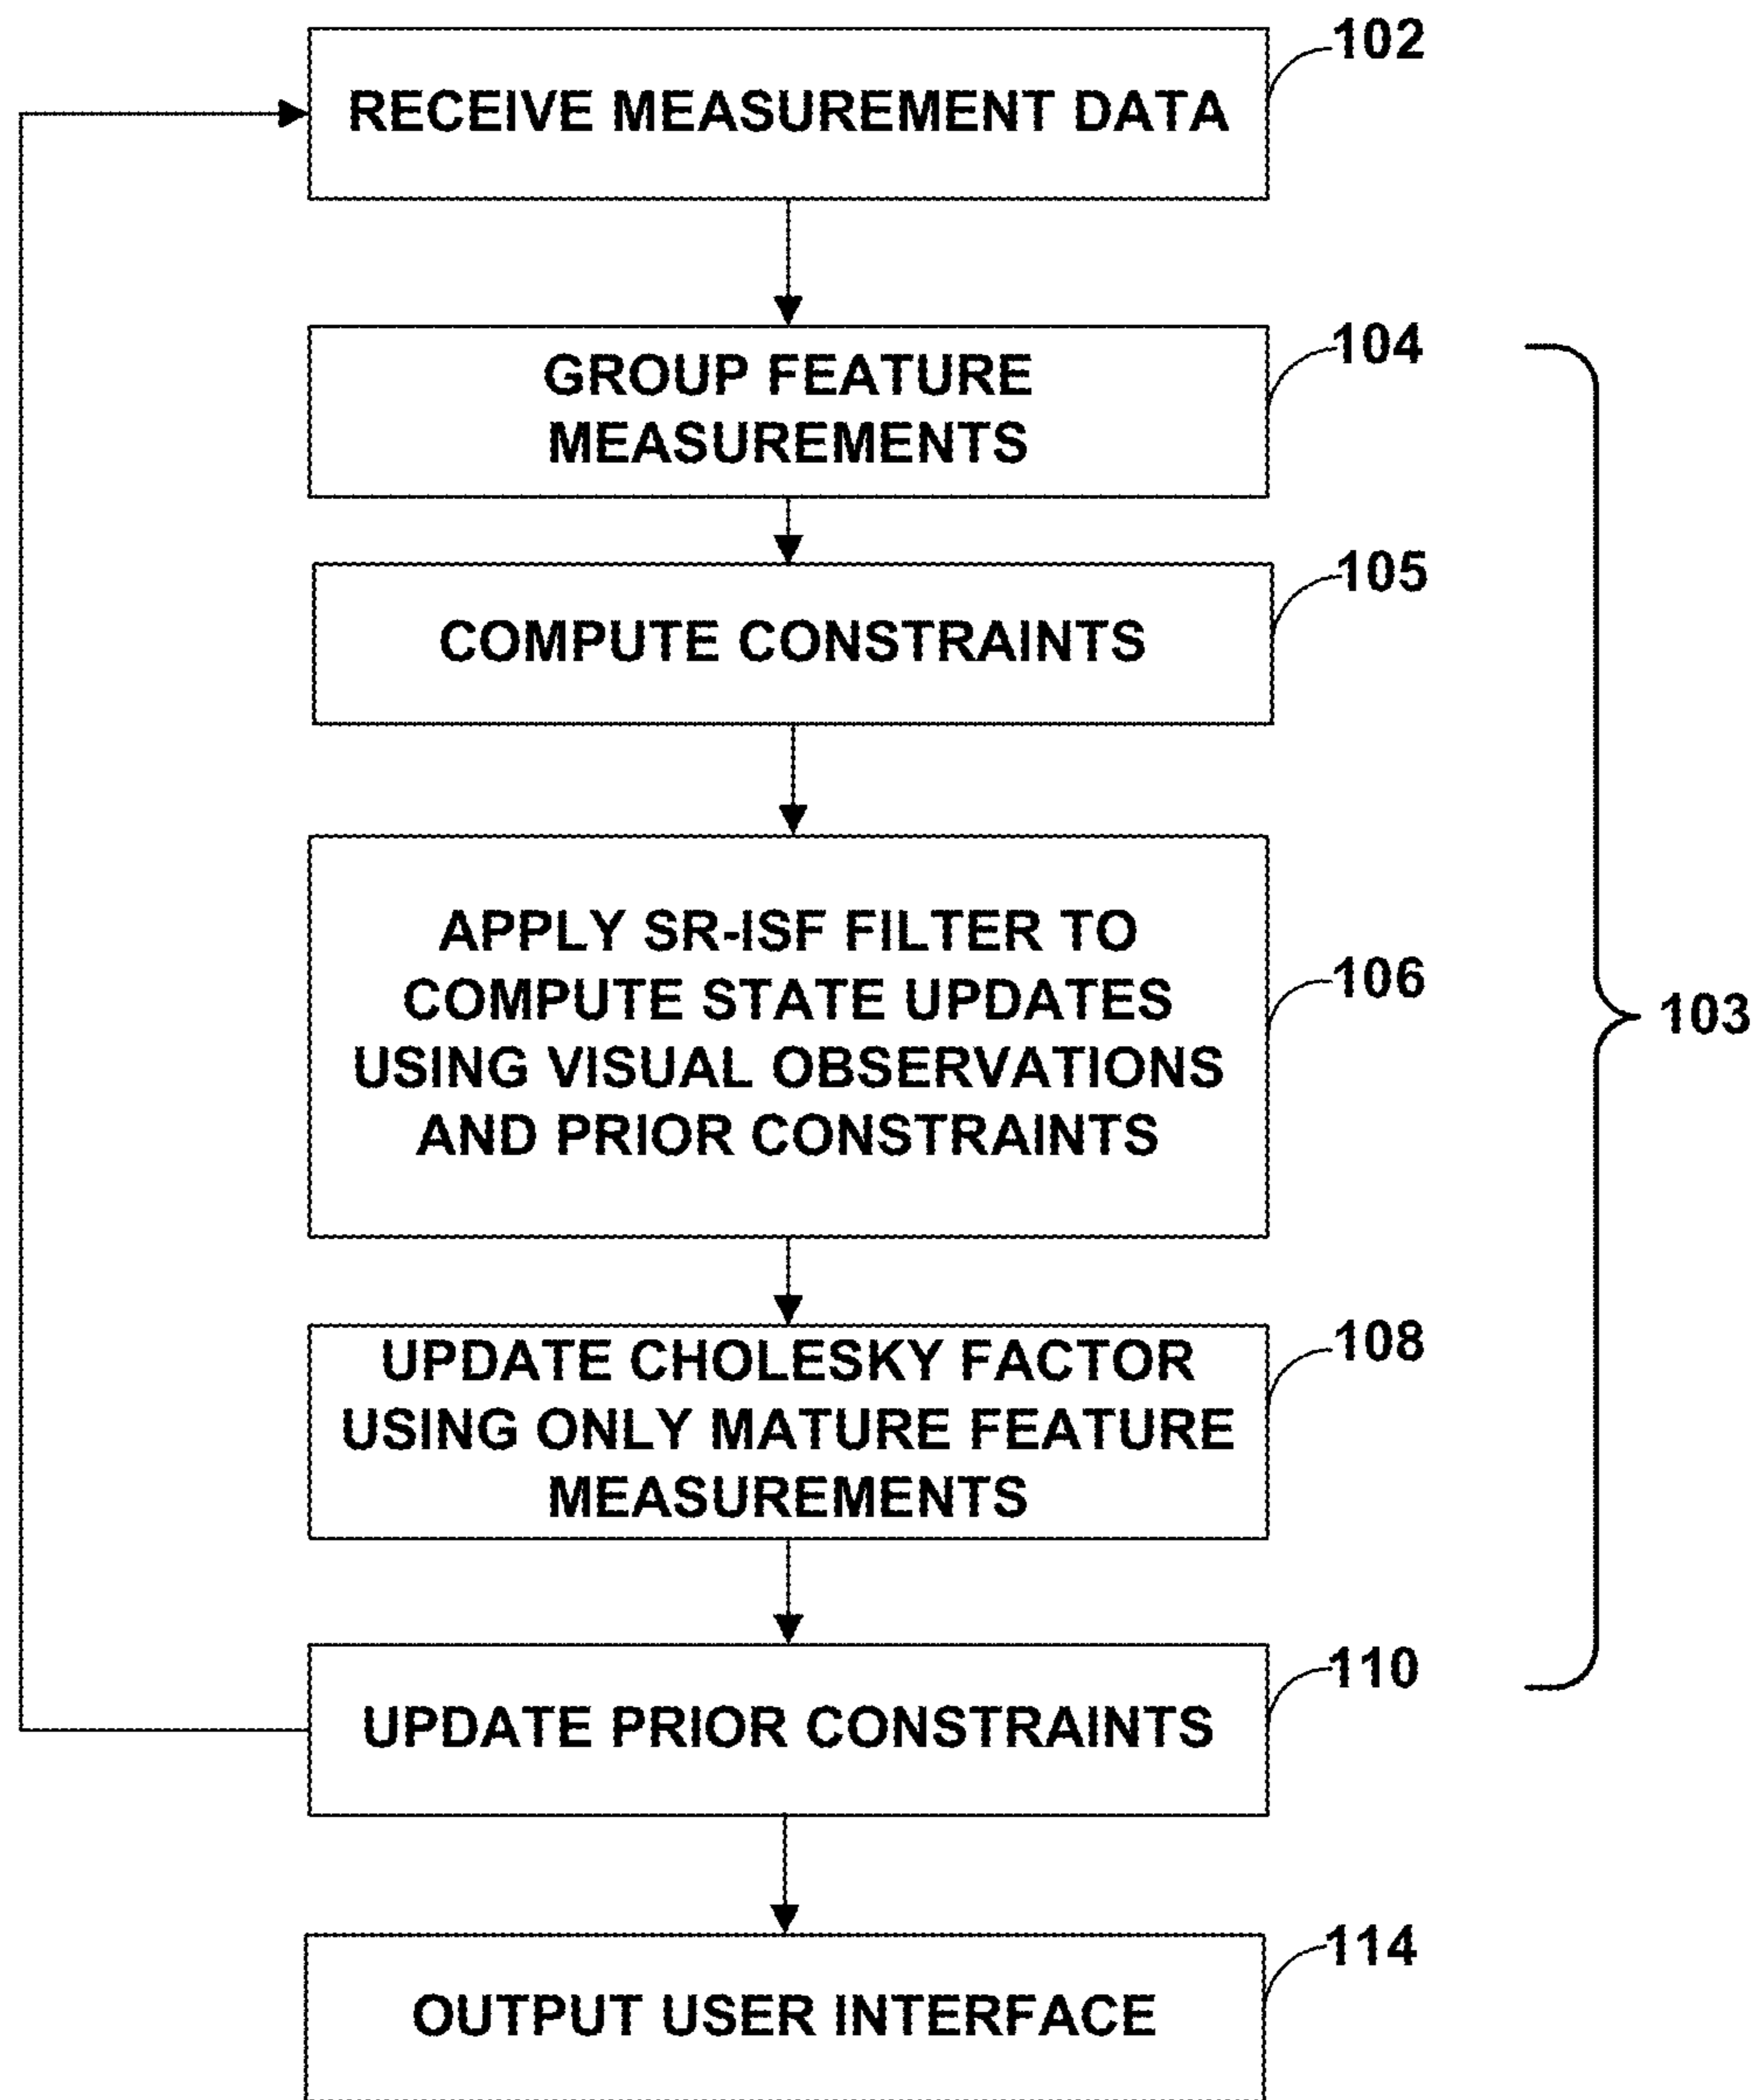 102
RECEIVE MEASUREMENT DATA
104
GROUP FEATURE
MEASUREMENTS
105
COMPUTE CONSTRAINTS
APPLY SR-ISF FILTER TO
COMPUTE STATE UPDATES
USING VISUAL OBSERVATIONS
AND PRIOR CONSTRAINTS
106
103
UPDATE CHOLESKY FACTOR
USING ONLY MATURE FEATURE
MEASUREMENTS
108
110
UPDATE PRIOR CONSTRAINTS
114
OUTPUT USER INTERFACE